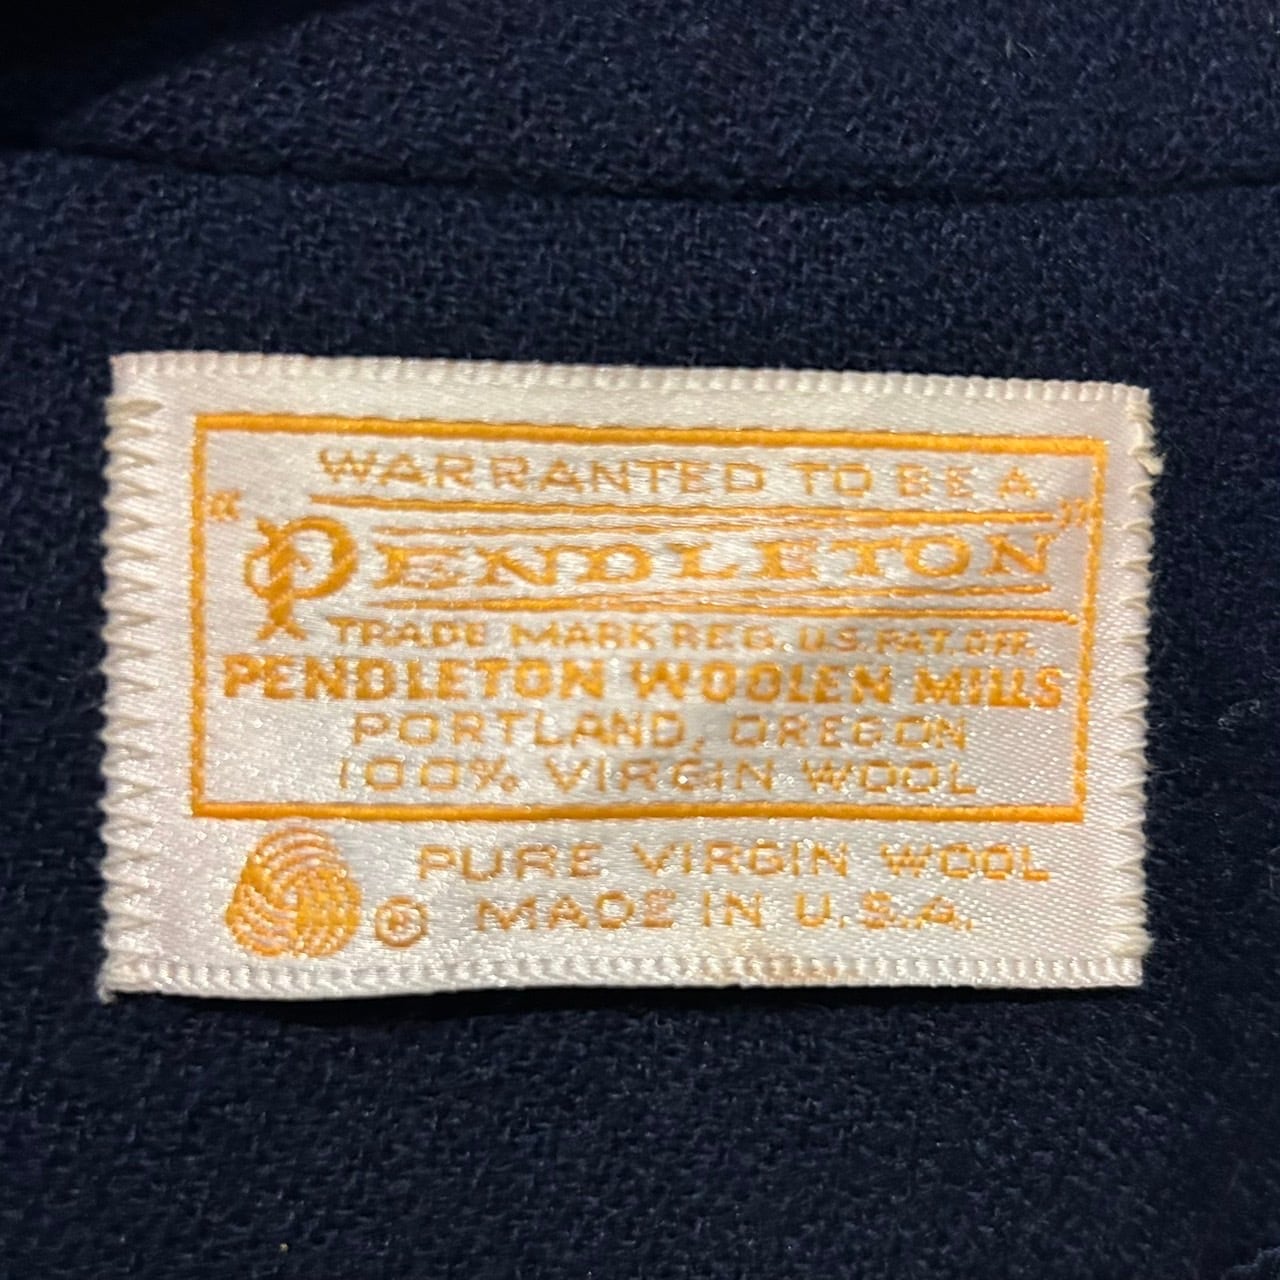 WARRANTED TO BE A
"PENDLETON"
TRADE MARK REG. U.S. PAT. OFF.
PENDLETON WOOLEN MILLS
PORTLAND, OREGON
100% VIRGIN WOOL
® PURE VIRGIN WOOL
MADE IN U.S.A.